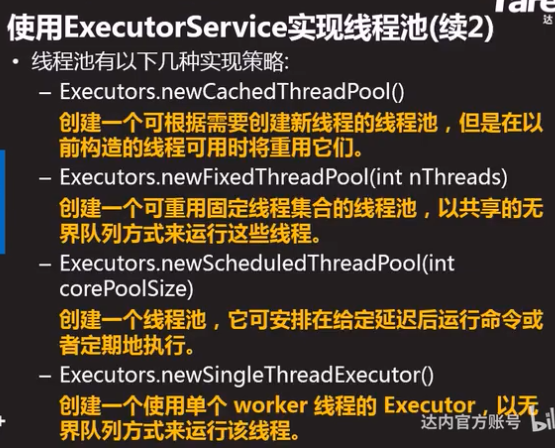 Tare
达
使用ExecutorService实现线程池(续2)
• 线程池有以下几种实现策略:
– Executors.newCachedThreadPool()
创建一个可根据需要创建新线程的线程池，但是在以
前构造的线程可用时将重用它们。
– Executors.newFixedThreadPool(int nThreads)
创建一个可重用固定线程集合的线程池，以共享的无
界队列方式来运行这些线程。
– Executors.newScheduledThreadPool(int
corePoolSize)
创建一个线程池，它可安排在给定延迟后运行命令或
者定期地执行。
– Executors.newSingleThreadExecutor()
创建一个使用单个 worker 线程的 Executor，以无
界队列方式来运行该线程。
达内官方账号 bili